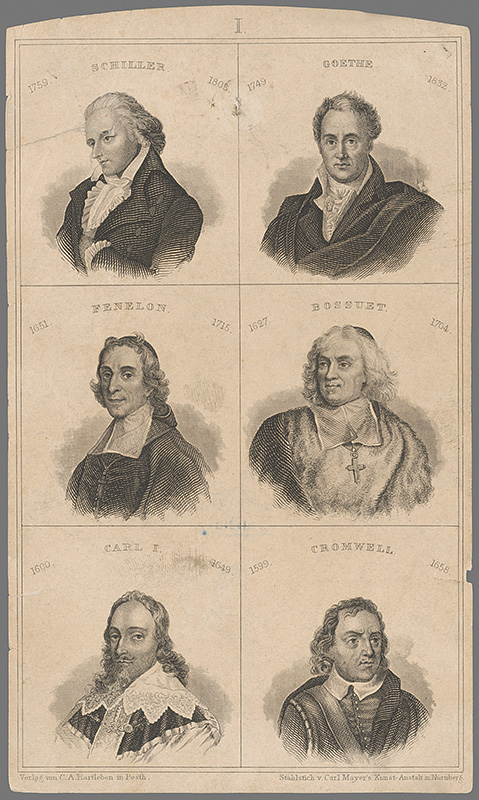 I.
SCHILLER.
1759. 1805.
GOETHE
1749. 1832.
FENELON.
1651. 1715.
BOSSUET.
1627. 1704.
CARL I.
1600. 1649.
CROMWELL
1599. 1658.
Verlag von C. A. Hartleben in Pesth.
Stahlstich v. Carl Mayer's Kunst-Anstalt in Nürnberg.